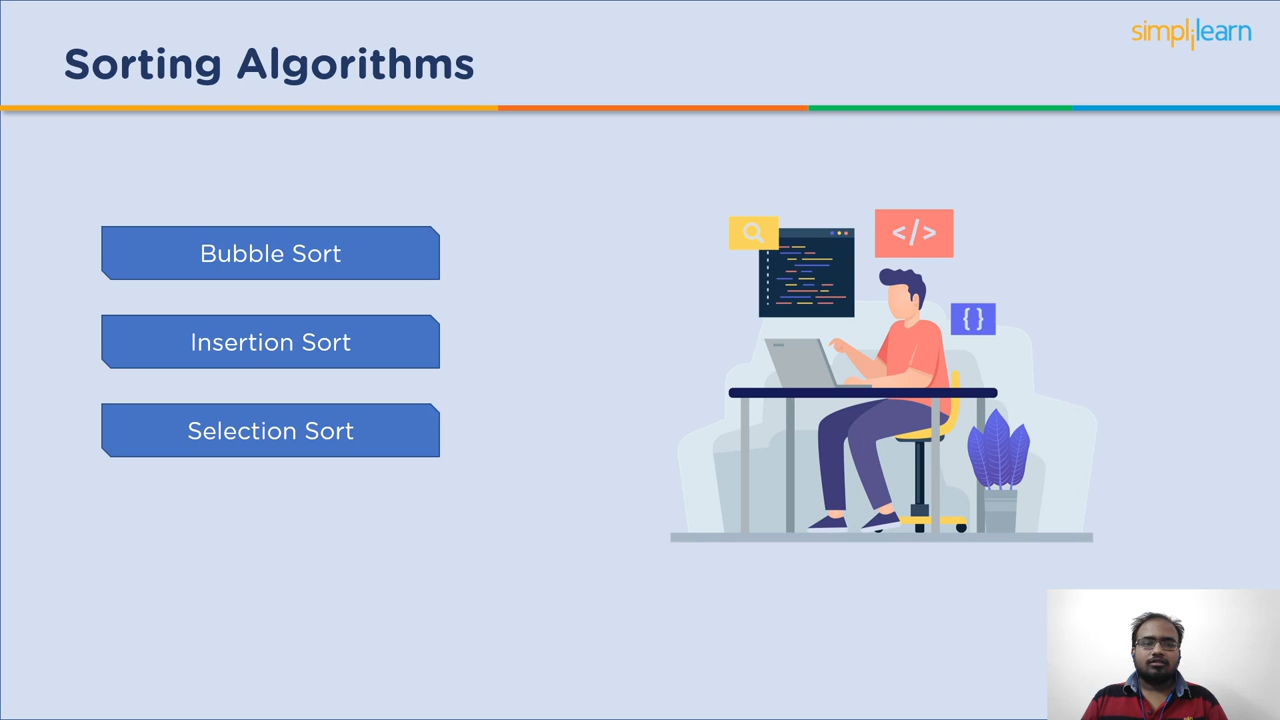 simplilearn
Sorting Algorithms
Bubble Sort
Insertion Sort
Selection Sort
</>
{}